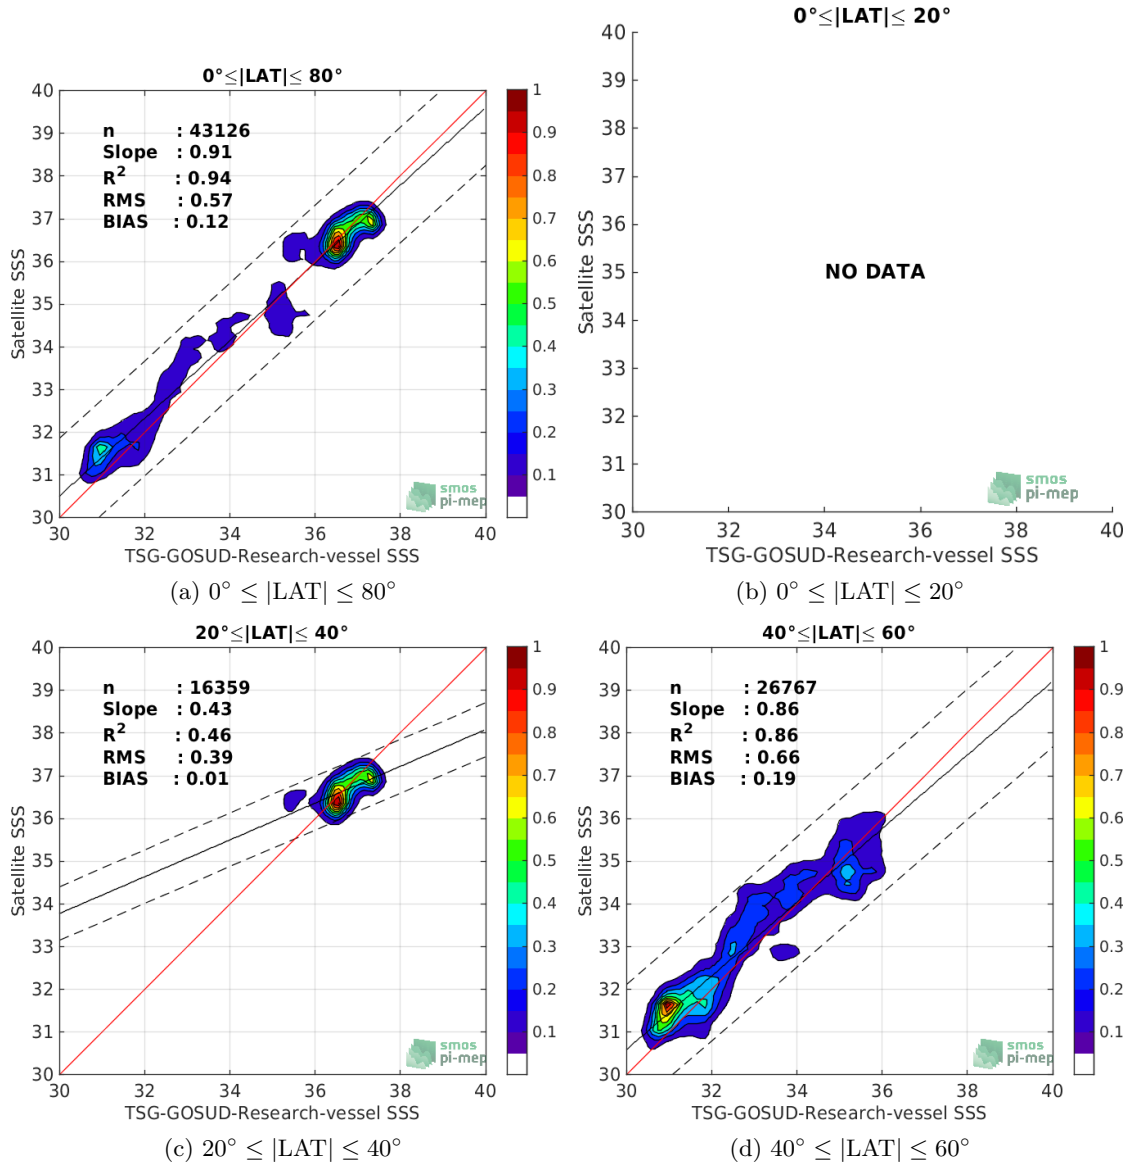 0°≤|LAT|≤ 80°
40
39
38
37
36
35
34
33
32
31
30
30 32 34 36 38 40
Satellite SSS
TSG-GOSUD-Research-vessel SSS
n : 43126
Slope : 0.91
R² : 0.94
RMS : 0.57
BIAS : 0.12
1
0.9
0.8
0.7
0.6
0.5
0.4
0.3
0.2
0.1
smos
pi-mep
(a) 0° ≤ |LAT| ≤ 80°
0°≤|LAT|≤ 20°
40
39
38
37
36
35
34
33
32
31
30
30 32 34 36 38 40
Satellite SSS
TSG-GOSUD-Research-vessel SSS
NO DATA
smos
pi-mep
(b) 0° ≤ |LAT| ≤ 20°
20°≤|LAT|≤ 40°
40
39
38
37
36
35
34
33
32
31
30
30 32 34 36 38 40
Satellite SSS
TSG-GOSUD-Research-vessel SSS
n : 16359
Slope : 0.43
R² : 0.46
RMS : 0.39
BIAS : 0.01
1
0.9
0.8
0.7
0.6
0.5
0.4
0.3
0.2
0.1
smos
pi-mep
(c) 20° ≤ |LAT| ≤ 40°
40°≤|LAT|≤ 60°
40
39
38
37
36
35
34
33
32
31
30
30 32 34 36 38 40
Satellite SSS
TSG-GOSUD-Research-vessel SSS
n : 26767
Slope : 0.86
R² : 0.86
RMS : 0.66
BIAS : 0.19
1
0.9
0.8
0.7
0.6
0.5
0.4
0.3
0.2
0.1
smos
pi-mep
(d) 40° ≤ |LAT| ≤ 60°